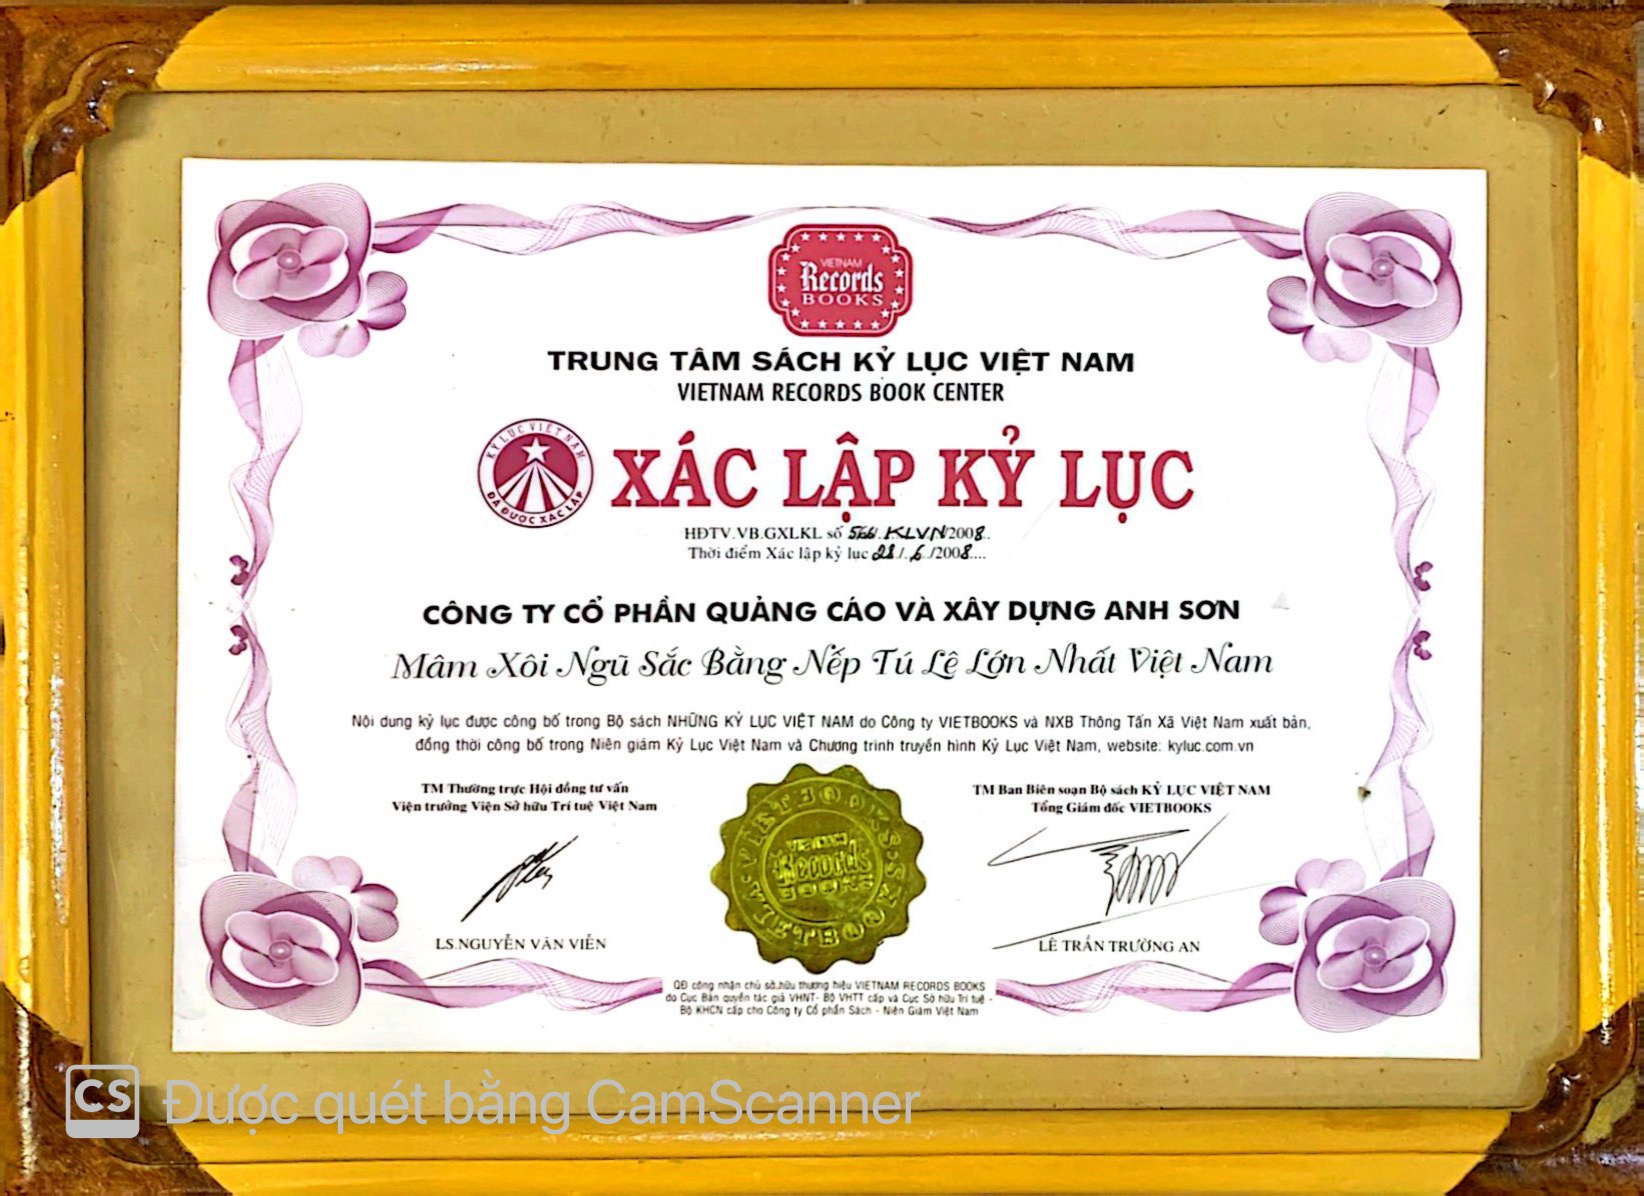 VIETNAM
Records
BOOKS
TRUNG TÂM SÁCH KỶ LỤC VIỆT NAM
VIETNAM RECORDS BOOK CENTER
KỶ LỤC VIỆT NAM
ĐÃ ĐƯỢC XÁC LẬP
XÁC LẬP KỶ LỤC
HĐTV.VB.GXLKL số 566.KLVN/2008..
Thời điểm Xác lập kỷ lục 28/.6./2008....
CÔNG TY CỔ PHẦN QUẢNG CÁO VÀ XÂY DỰNG ANH SƠN
Mâm Xôi Ngũ Sắc Bằng Nếp Tú Lê Lớn Nhất Việt Nam
Nội dung kỷ lục được công bố trong Bộ sách NHỮNG KỶ LỤC VIỆT NAM do Công ty VIETBOOKS và NXB Thông Tấn Xã Việt Nam xuất bản,
đồng thời công bố trong Niên giám Kỷ Lục Việt Nam và Chương trình truyền hình Kỷ Lục Việt Nam, website: kyluc.com.vn
TM Thường trực Hội đồng tư vấn
Viện trưởng Viện Sở hữu Trí tuệ Việt Nam
TM Ban Biên soạn Bộ sách KỶ LỤC VIỆT NAM
Tổng Giám đốc VIETBOOKS
VIETBOOKS
VIETNAM
Records
BOOKS
VIETBOOKS
LS.NGUYỄN VĂN VIỄN
LÊ TRẦN TRƯỜNG AN
QĐ công nhận chủ sở hữu thương hiệu VIETNAM RECORDS BOOKS
do Cục Bản quyền tác giả VHNT- Bộ VHTT cấp và Cục Sở hữu Trí tuệ -
Bộ KHCN cấp cho Công ty Cổ phần Sách - Niên Giám Việt Nam
CS Được quét bằng CamScanner